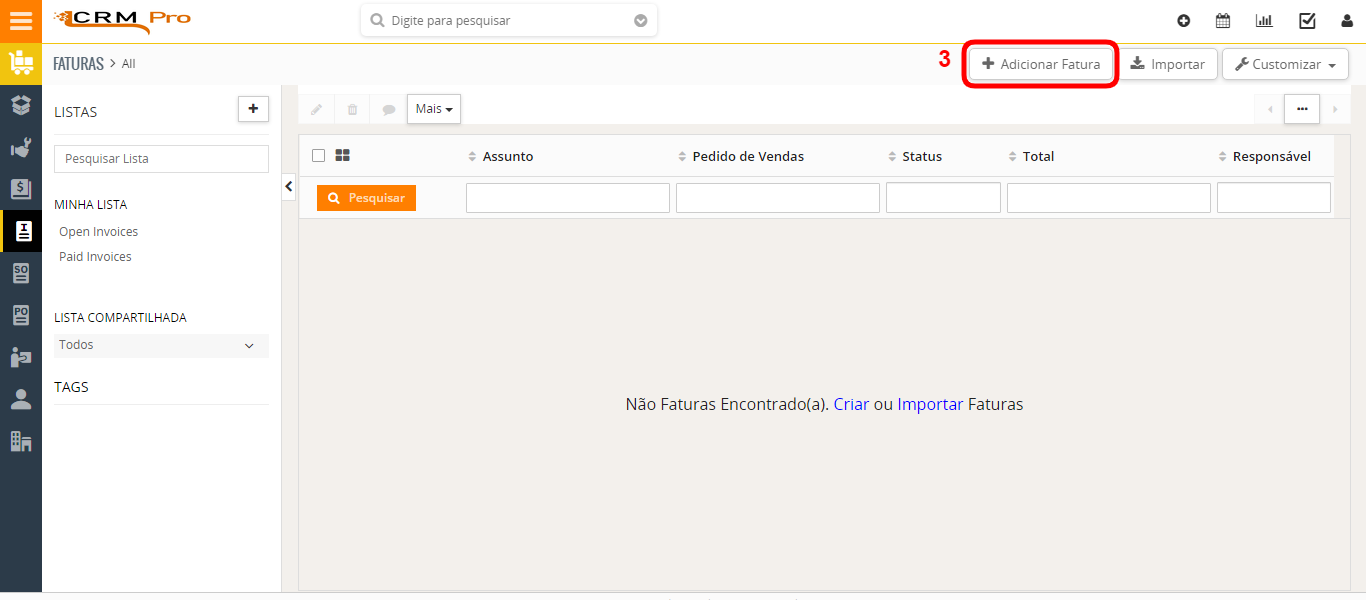 CRM Pro
Digite para pesquisar
FATURAS > All
3
Adicionar Fatura
Importar
Customizar
LISTAS
Mais
Pesquisar Lista
Assunto
Pedido de Vendas
Status
Total
Responsável
Pesquisar
MINHA LISTA
Open Invoices
Paid Invoices
LISTA COMPARTILHADA
Todos
TAGS
$
I
SO
PO
Não Faturas Encontrado(a). Criar ou Importar Faturas